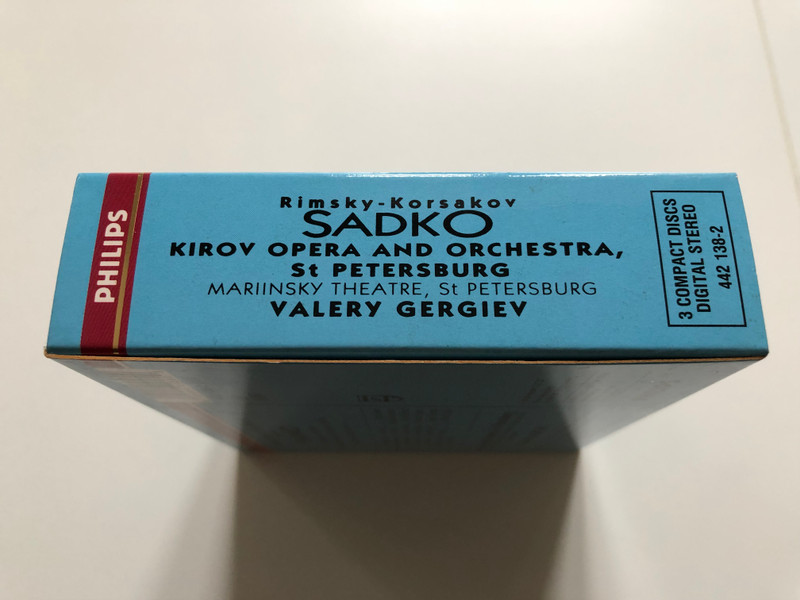 PHILIPS
Rimsky-Korsakov
SADKO
KIROV OPERA AND ORCHESTRA,
St PETERSBURG
MARIINSKY THEATRE, St PETERSBURG
VALERY GERGIEV
3 COMPACT DISCS
DIGITAL STEREO
442 138-2